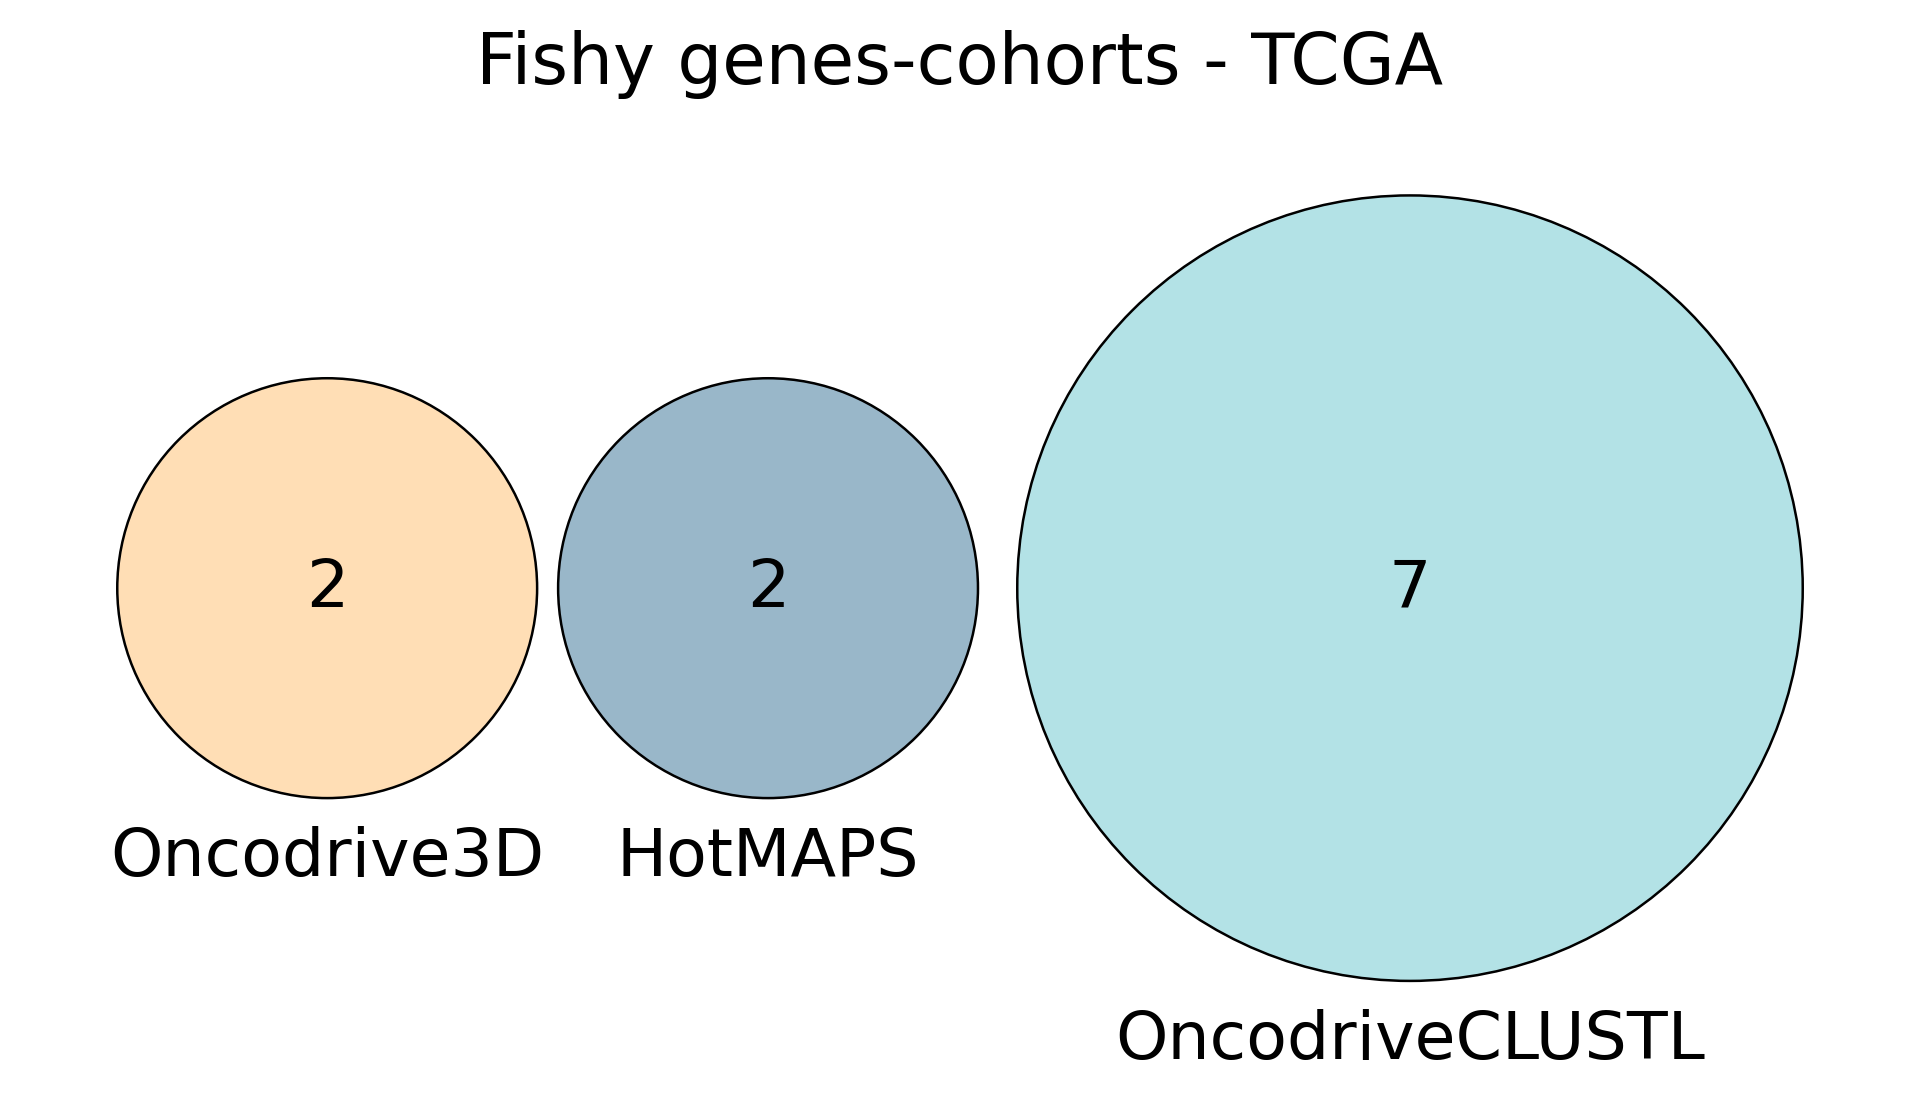 Fishy genes-cohorts - TCGA
2
2
7
Oncodrive3D
HotMAPS
OncodriveCLUSTL